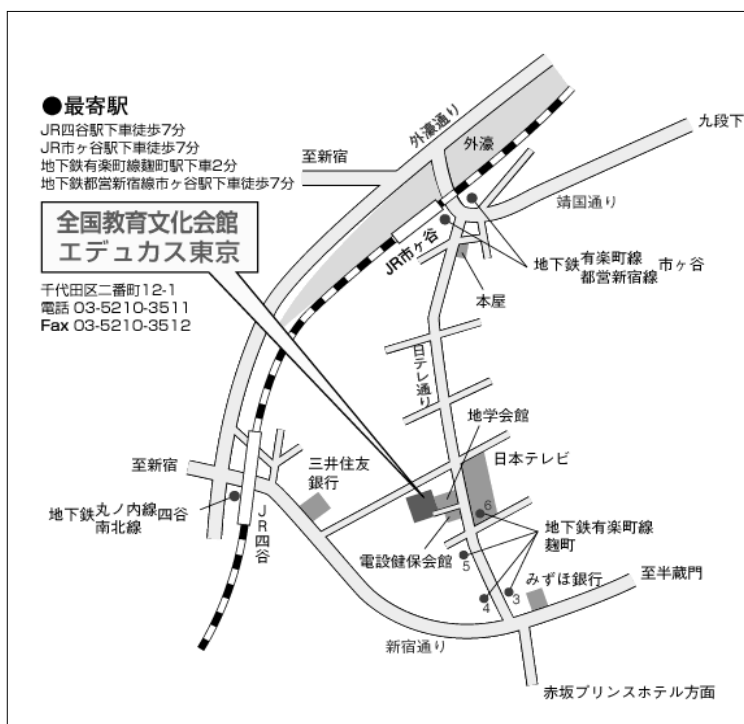 ●最寄駅
JR四谷駅下車徒歩7分
JR市ヶ谷駅下車徒歩7分
地下鉄有楽町線麹町駅下車2分
地下鉄都営新宿線市ヶ谷駅下車徒歩7分
全国教育文化会館
エデュカス東京
千代田区二番町12-1
電話 03-5210-3511
Fax 03-5210-3512
外濠通り
外濠
九段下
至新宿
靖国通り
JR市ヶ谷
地下鉄有楽町線
都営新宿線 市ヶ谷
本屋
日テレ通り
地学会館
日本テレビ
三井住友
銀行
至新宿
地下鉄丸ノ内線
南北線 四谷
JR四谷
6
地下鉄有楽町線
麹町
電設健保会館
5
みずほ銀行
至半蔵門
4
3
新宿通り
赤坂プリンスホテル方面